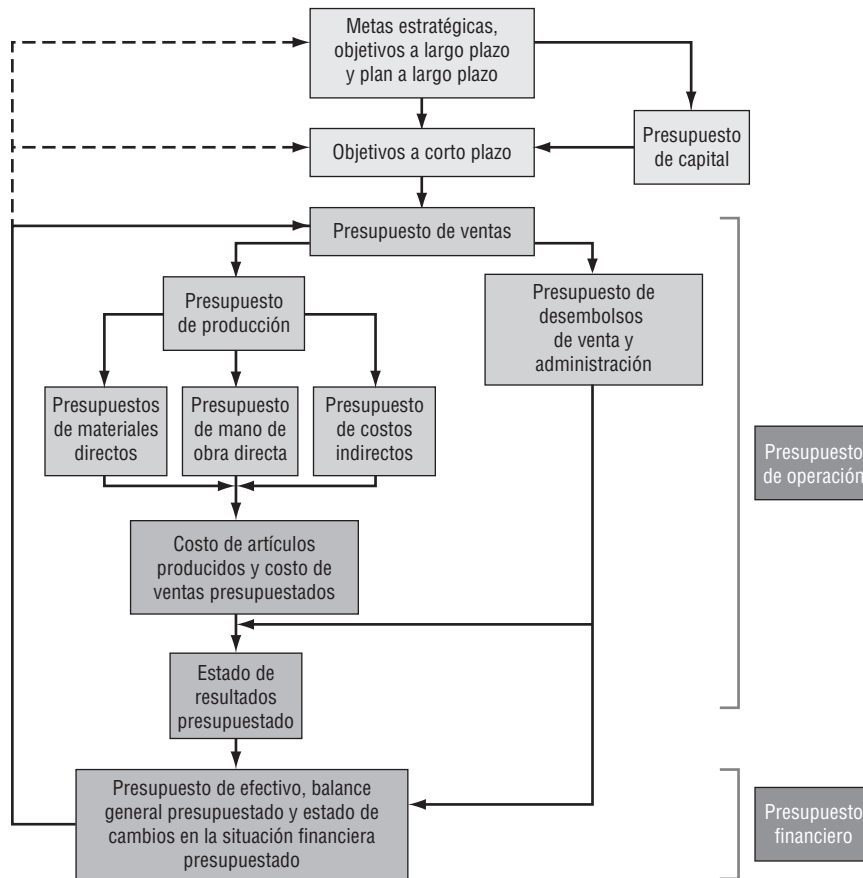 Metas estratégicas,
objetivos a largo plazo
y plan a largo plazo
Presupuesto
de capital
Objetivos a corto plazo
Presupuesto de ventas
Presupuesto
de producción
Presupuesto de
desembolsos
de venta y
administración
Presupuestos
de materiales
directos
Presupuesto
de mano de
obra directa
Presupuesto
de costos
indirectos
Presupuesto
de operación
Costo de artículos
producidos y costo de
ventas presupuestados
Estado de
resultados
presupuestado
Presupuesto de efectivo, balance
general presupuestado y estado de
cambios en la situación financiera
presupuestado
Presupuesto
financiero